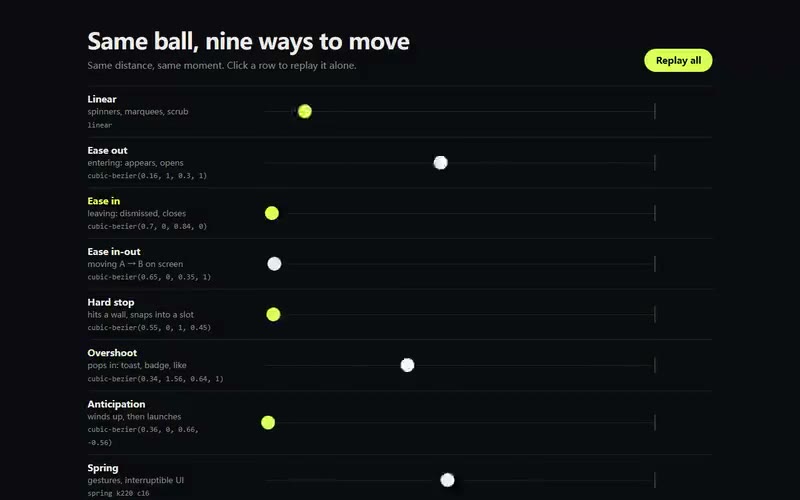 Same ball, nine ways to move
Same distance, same moment. Click a row to replay it alone.
Replay all
Linear
spinners, marquees, scrub
linear
Ease out
entering: appears, opens
cubic-bezier(0.16, 1, 0.3, 1)
Ease in
leaving: dismissed, closes
cubic-bezier(0.7, 0, 0.84, 0)
Ease in-out
moving A → B on screen
cubic-bezier(0.65, 0, 0.35, 1)
Hard stop
hits a wall, snaps into a slot
cubic-bezier(0.55, 0, 1, 0.45)
Overshoot
pops in: toast, badge, like
cubic-bezier(0.34, 1.56, 0.64, 1)
Anticipation
winds up, then launches
cubic-bezier(0.36, 0, 0.66,
-0.56)
Spring
gestures, interruptible UI
spring k220 c16